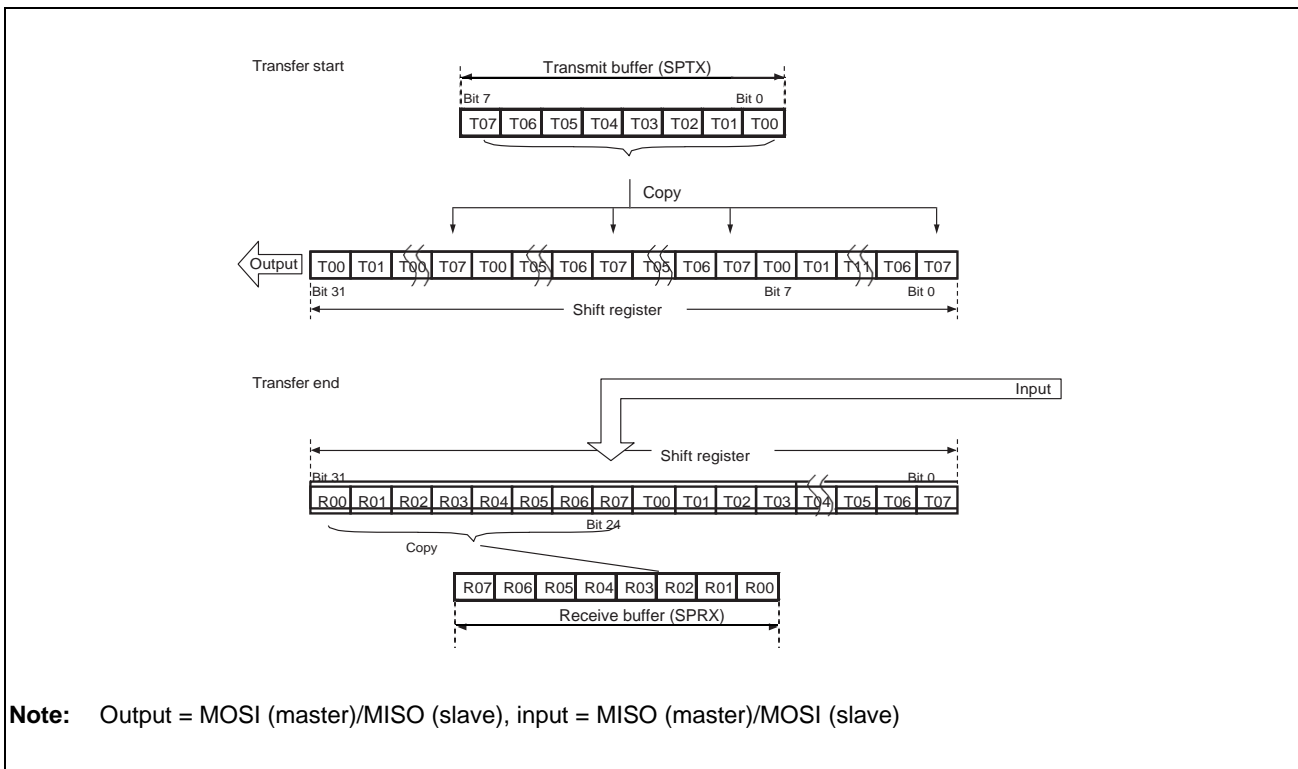 Transfer start
Transmit buffer (SPTX)
Bit 7 Bit 0
T07 T06 T05 T04 T03 T02 T01 T00
Copy
Output T00 T01 T00 T07 T00 T05 T06 T07 T05 T06 T07 T00 T01 T11 T06 T07
Bit 31 Bit 7 Bit 0
Shift register
Transfer end
Input
Shift register
Bit 31 Bit 0
R00 R01 R02 R03 R04 R05 R06 R07 T00 T01 T02 T03 T04 T05 T06 T07
Bit 24
Copy
R07 R06 R05 R04 R03 R02 R01 R00
Receive buffer (SPRX)
Note: Output = MOSI (master)/MISO (slave), input = MISO (master)/MOSI (slave)